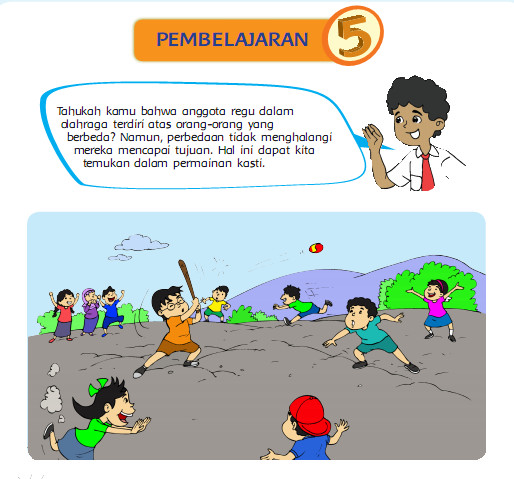 PEMBELAJARAN 5
Tahukah kamu bahwa anggota regu dalam
olahraga terdiri atas orang-orang yang
berbeda? Namun, perbedaan tidak menghalangi
mereka mencapai tujuan. Hal ini dapat kita
temukan dalam permainan kasti.